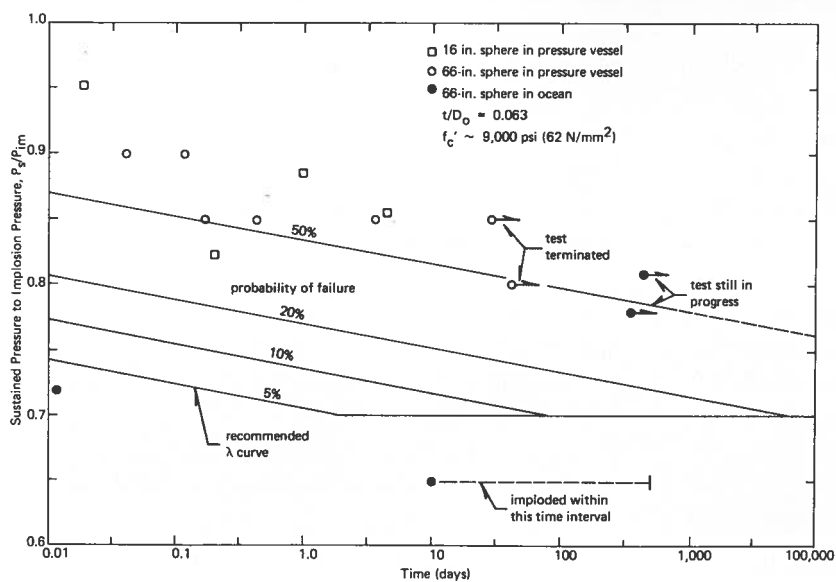 1.0
0.9
0.8
0.7
0.6
Sustained Pressure to Implosion Pressure, P_s/P_im
16 in. sphere in pressure vessel
66-in. sphere in pressure vessel
66-in. sphere in ocean
t/D_o = 0.063
f_c' ~ 9,000 psi (62 N/mm²)
50%
test
terminated
test still in
progress
probability of failure
20%
10%
5%
recommended
λ curve
imploded within
this time interval
0.01
0.1
1.0
10
100
1,000
100,000
Time (days)